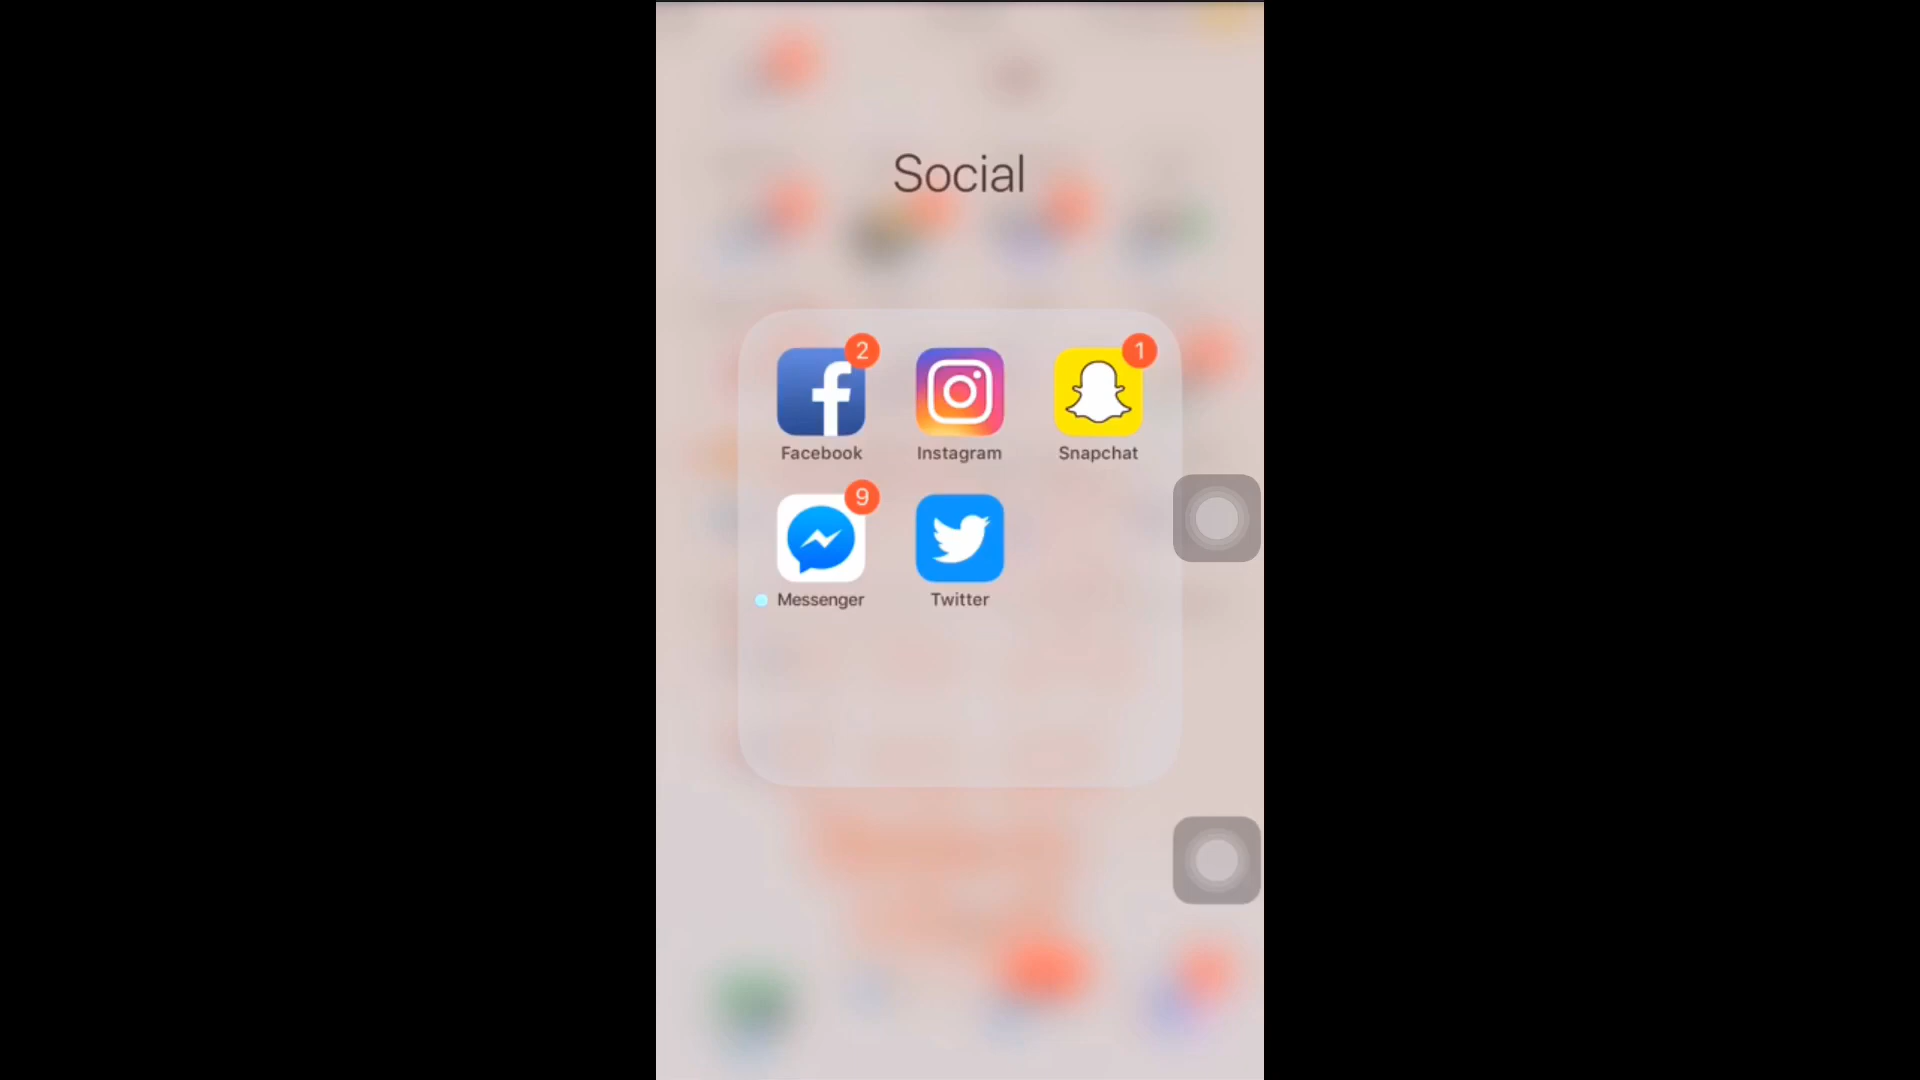 Social
2
1
Facebook
Instagram
Snapchat
9
Messenger
Twitter